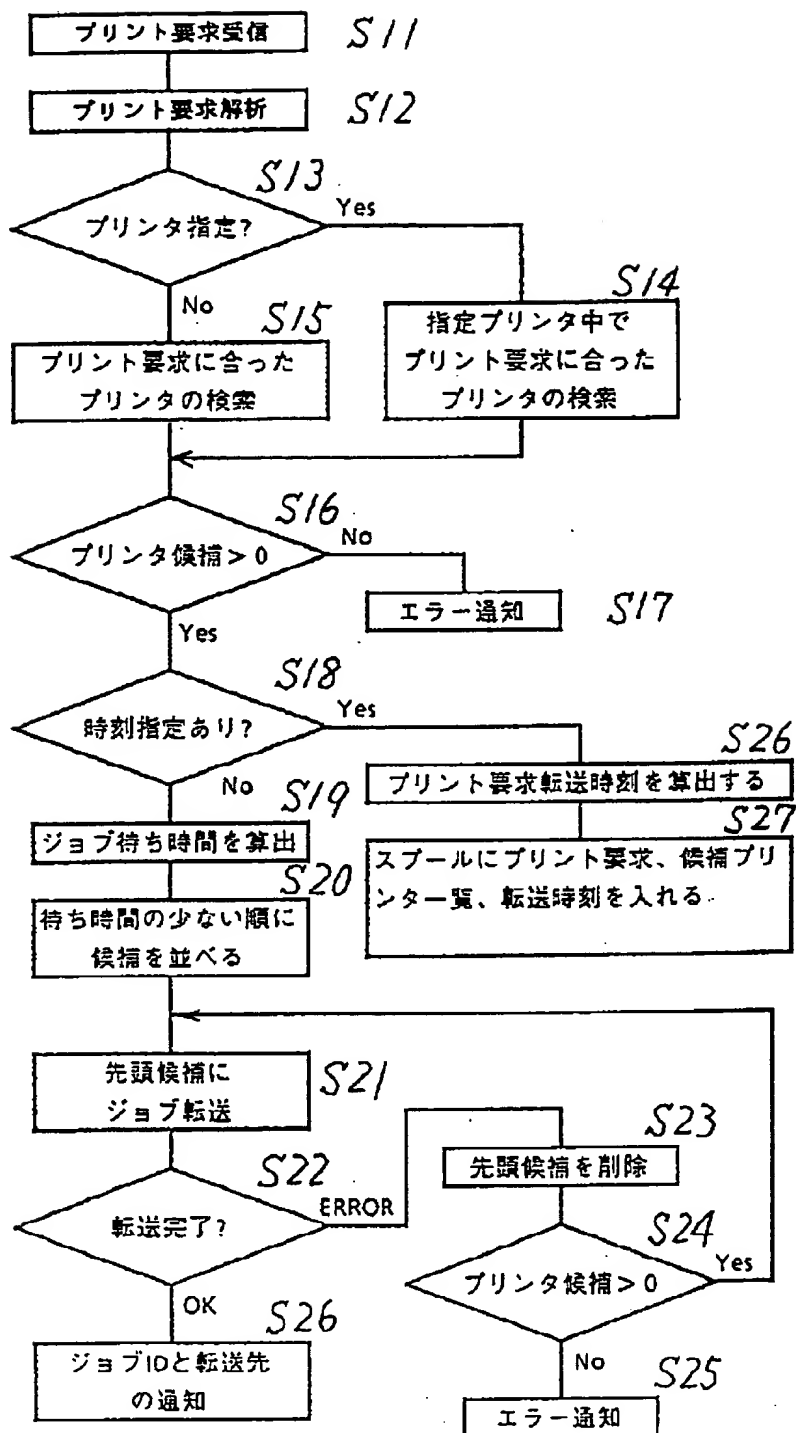 プリント要求受信
S11
プリント要求解析
S12
S13
プリンタ指定?
Yes
No
S14
指定プリンタ中で
プリント要求に合った
プリンタの検索
S15
プリント要求に合った
プリンタの検索
S16
プリンタ候補>0
No
エラー通知
S17
Yes
S18
時刻指定あり?
Yes
S26
プリント要求転送時刻を算出する
S27
スプールにプリント要求、候補プリ
ンター覧、転送時刻を入れる
No
S19
ジョブ待ち時間を算出
S20
待ち時間の少ない順に
候補を並べる
先頭候補に
ジョブ転送
S21
S22
転送完了?
ERROR
S23
先頭候補を削除
S24
プリンタ候補>0
Yes
OK
S26
ジョブIDと転送先
の通知
No
S25
エラー通知